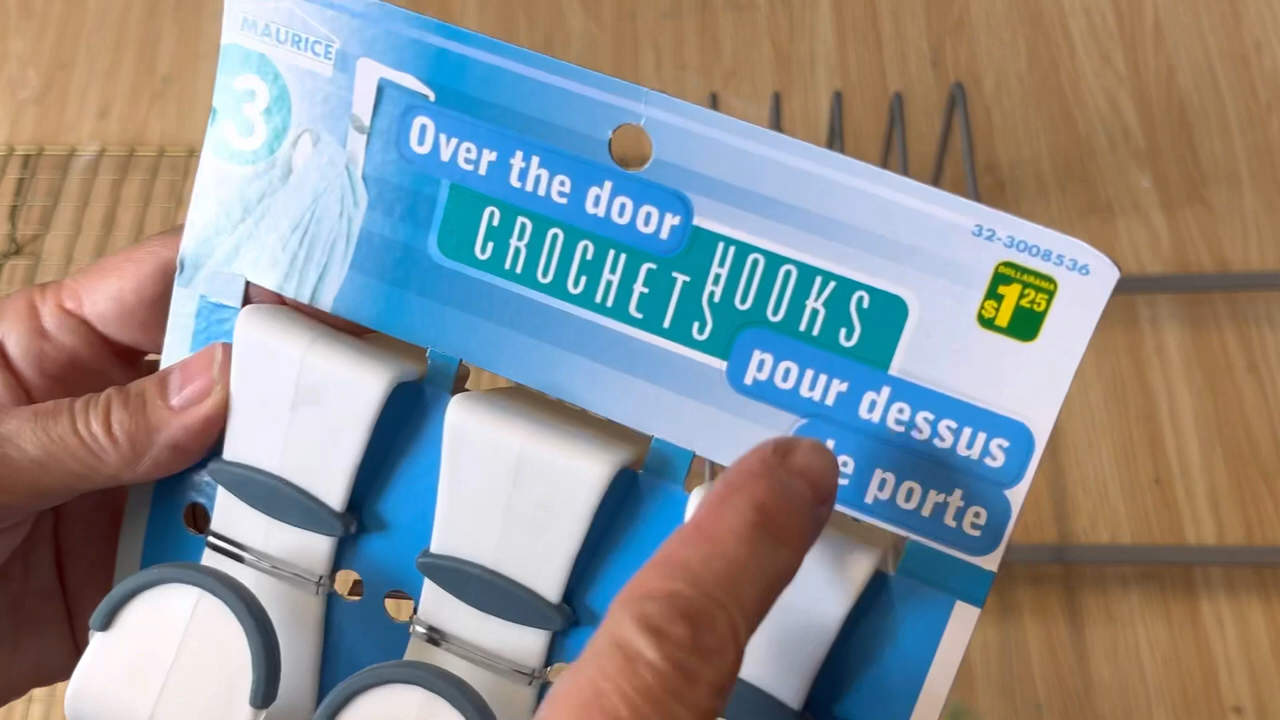 MAURICE
3
Over the door
HOOKS
CROCHETS
pour dessus
porte
32-3008536
DOLLARAMA
$1 25